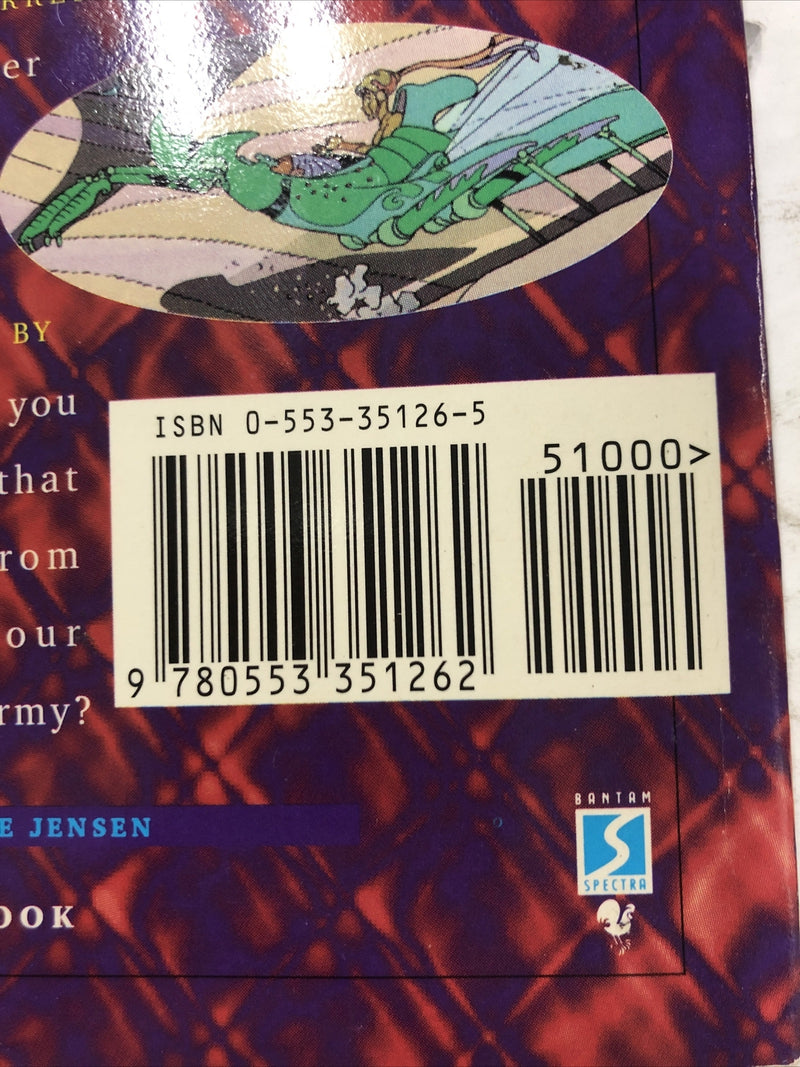 er
BY
you
that
rom
our
rmy?
ISBN 0-553-35126-5
51000>
9 780553 351262
E JENSEN
OOK
BANTAM
S
SPECTRA